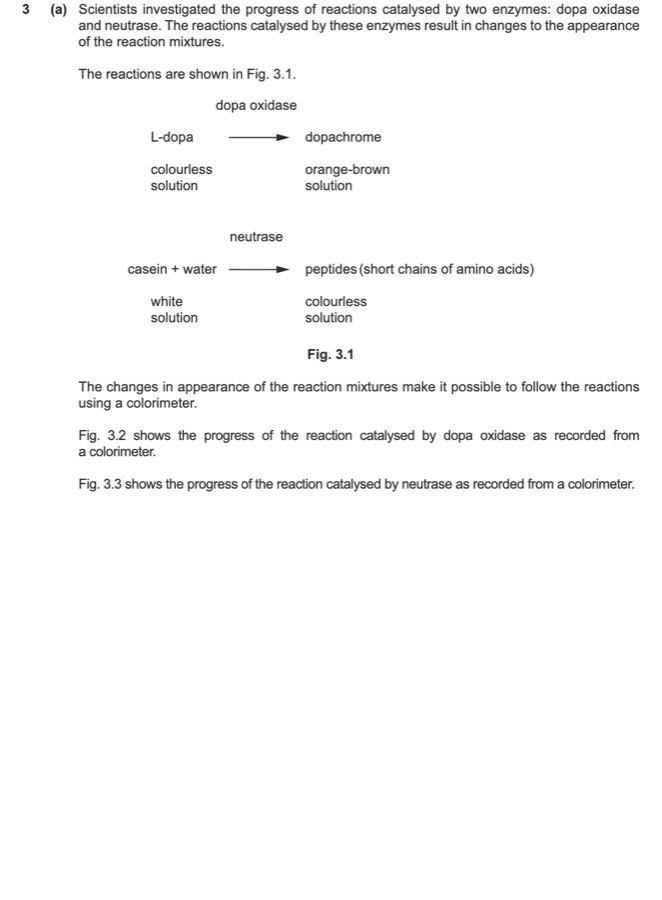 3 (a) Scientists investigated the progress of reactions catalysed by two enzymes: dopa oxidase
and neutrase. The reactions catalysed by these enzymes result in changes to the appearance
of the reaction mixtures.
The reactions are shown in Fig. 3.1.
dopa oxidase
L-dopa dopachrome
colourless orange-brown
solution solution
neutrase
casein + water peptides (short chains of amino acids)
white colourless
solution solution
Fig. 3.1
The changes in appearance of the reaction mixtures make it possible to follow the reactions
using a colorimeter.
Fig. 3.2 shows the progress of the reaction catalysed by dopa oxidase as recorded from
a colorimeter.
Fig. 3.3 shows the progress of the reaction catalysed by neutrase as recorded from a colorimeter.